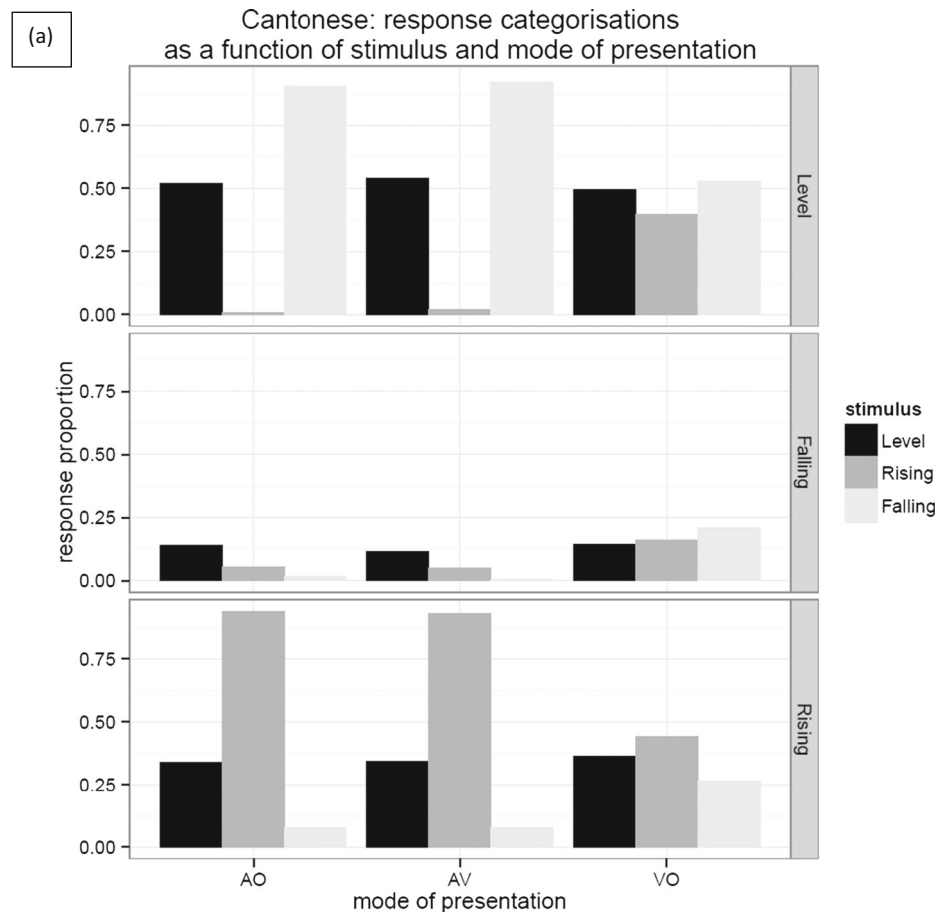 (a)
Cantonese: response categorisations
as a function of stimulus and mode of presentation
response proportion
0.75
0.50
0.25
0.00
Level
0.75
0.50
0.25
0.00
Falling
0.75
0.50
0.25
0.00
Rising
AO AV VO
mode of presentation
stimulus
Level
Rising
Falling